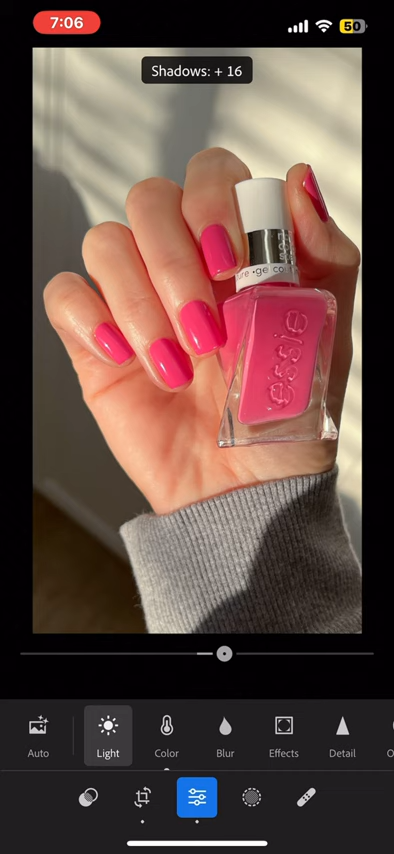 7:06
50
Shadows: + 16
ure •ge co
essie
Auto
Light
Color
Blur
Effects
Detail
O